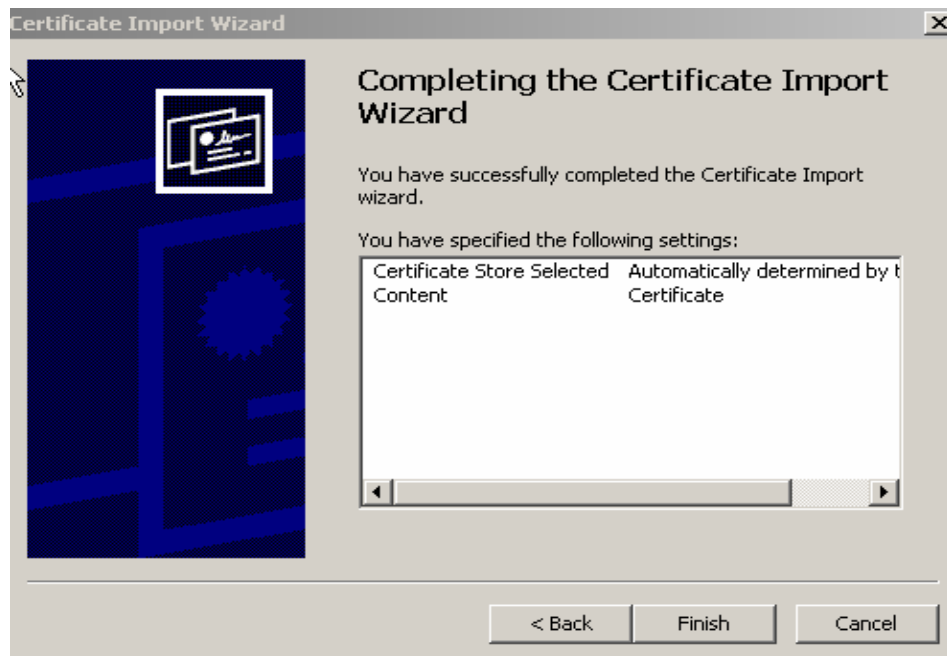 Certificate Import Wizard
Completing the Certificate Import
Wizard
You have successfully completed the Certificate Import
wizard.
You have specified the following settings:
Certificate Store Selected Automatically determined by t
Content Certificate
< Back Finish Cancel